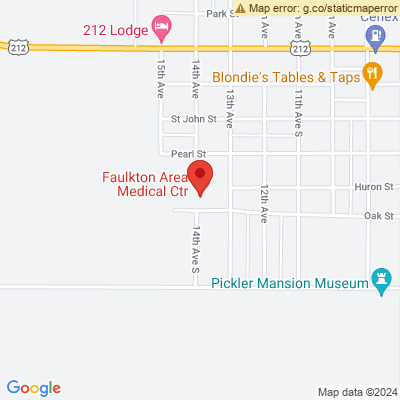 Map error: g.co/staticmaperror
Park St
Cenex
212 Lodge
212
212
Blondie's Tables & Taps
15th Ave
14th Ave
13th Ave
11th Ave S
St John St
Pearl St
Faulkton Area
Medical Ctr
Huron St
12th Ave
Oak St
14th Ave S
Pickler Mansion Museum
Google
Map data ©2024